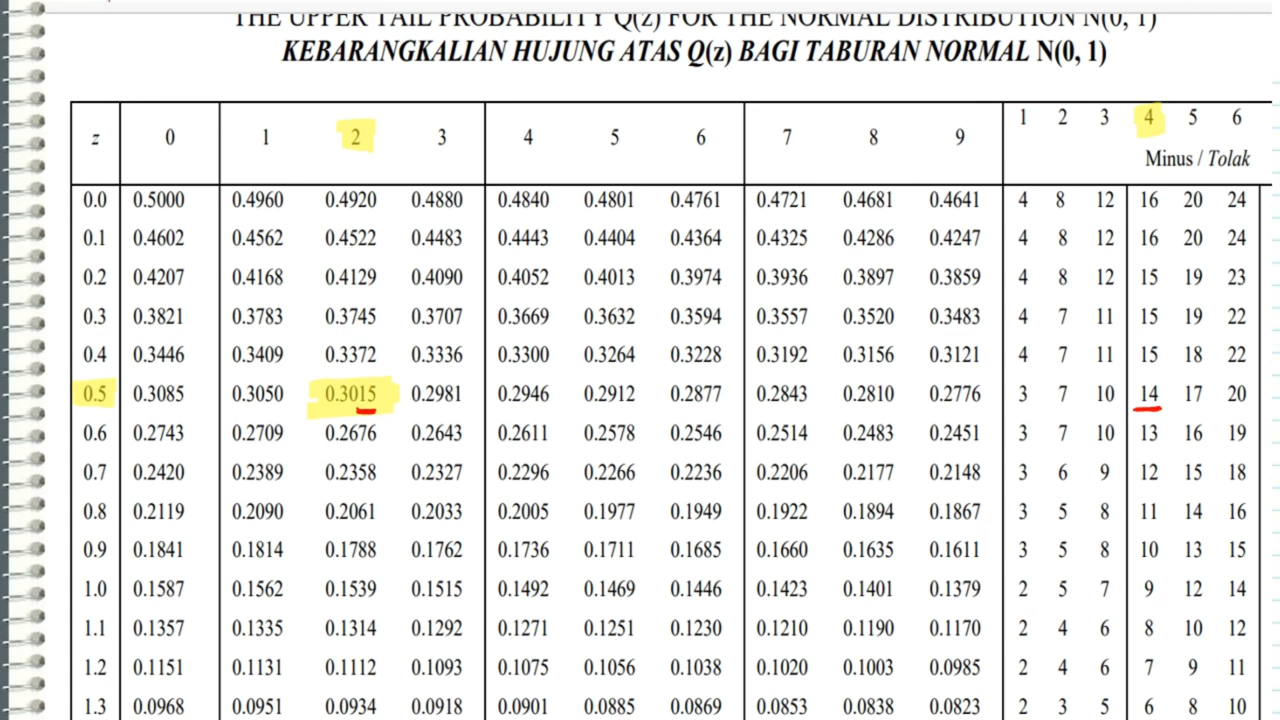 THE UPPER TAIL PROBABILITY Q(z) FOR THE NORMAL DISTRIBUTION N(0, 1)
KEBARANGKALIAN HUJUNG ATAS Q(z) BAGI TABURAN NORMAL N(0, 1)
z 0 1 2 3 4 5 6 7 8 9 1 2 3 4 5 6
Minus / Tolak
0.0 0.5000 0.4960 0.4920 0.4880 0.4840 0.4801 0.4761 0.4721 0.4681 0.4641 4 8 12 16 20 24
0.1 0.4602 0.4562 0.4522 0.4483 0.4443 0.4404 0.4364 0.4325 0.4286 0.4247 4 8 12 16 20 24
0.2 0.4207 0.4168 0.4129 0.4090 0.4052 0.4013 0.3974 0.3936 0.3897 0.3859 4 8 12 15 19 23
0.3 0.3821 0.3783 0.3745 0.3707 0.3669 0.3632 0.3594 0.3557 0.3520 0.3483 4 7 11 15 19 22
0.4 0.3446 0.3409 0.3372 0.3336 0.3300 0.3264 0.3228 0.3192 0.3156 0.3121 4 7 11 15 18 22
0.5 0.3085 0.3050 0.3015 0.2981 0.2946 0.2912 0.2877 0.2843 0.2810 0.2776 3 7 10 14 17 20
0.6 0.2743 0.2709 0.2676 0.2643 0.2611 0.2578 0.2546 0.2514 0.2483 0.2451 3 7 10 13 16 19
0.7 0.2420 0.2389 0.2358 0.2327 0.2296 0.2266 0.2236 0.2206 0.2177 0.2148 3 6 9 12 15 18
0.8 0.2119 0.2090 0.2061 0.2033 0.2005 0.1977 0.1949 0.1922 0.1894 0.1867 3 5 8 11 14 16
0.9 0.1841 0.1814 0.1788 0.1762 0.1736 0.1711 0.1685 0.1660 0.1635 0.1611 3 5 8 10 13 15
1.0 0.1587 0.1562 0.1539 0.1515 0.1492 0.1469 0.1446 0.1423 0.1401 0.1379 2 5 7 9 12 14
1.1 0.1357 0.1335 0.1314 0.1292 0.1271 0.1251 0.1230 0.1210 0.1190 0.1170 2 4 6 8 10 12
1.2 0.1151 0.1131 0.1112 0.1093 0.1075 0.1056 0.1038 0.1020 0.1003 0.0985 2 4 6 7 9 11
1.3 0.0968 0.0951 0.0934 0.0918 0.0901 0.0885 0.0869 0.0853 0.0838 0.0823 2 3 5 6 8 10